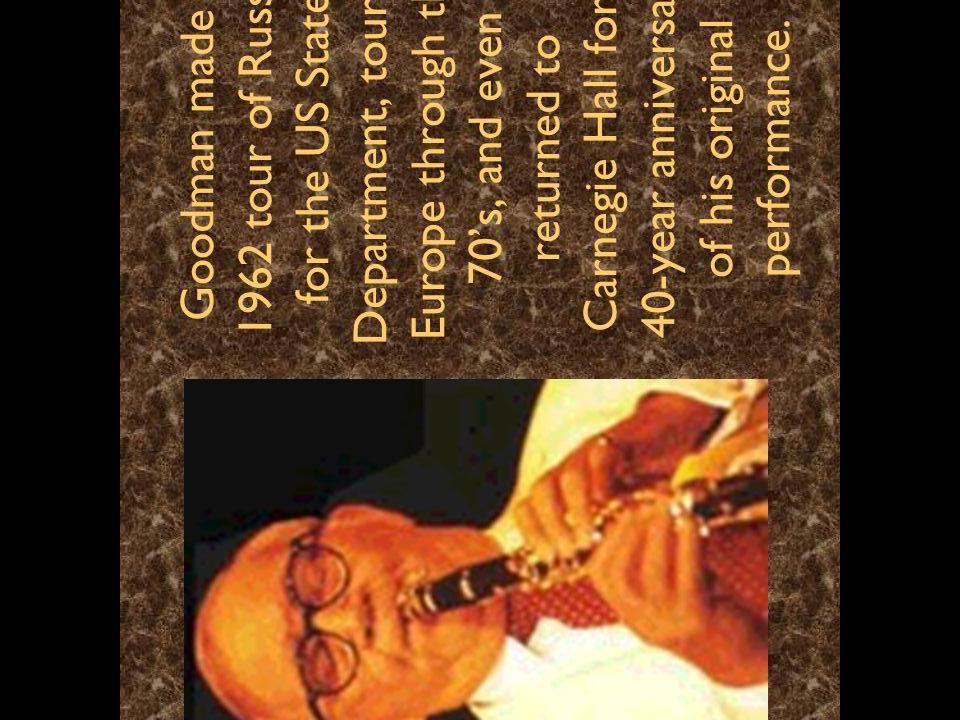 Goodman made
1962 tour of
for the US
Department,
Europe through
70's, and even
returned to
Carnegie Hall for
40-year
of his original
performance.